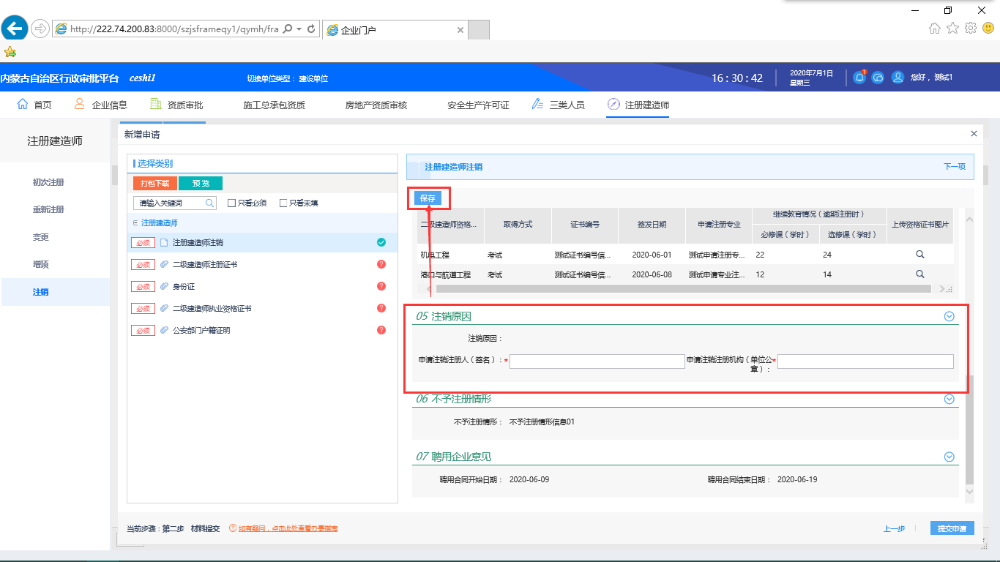 http://222.74.200.83:8000/szjsframeqy1/qymh/fra
企业门户
内蒙古自治区行政审批平台 ceshi1
切换单位类型： 建设单位
16:30:42
2020年7月1日
星期三
1
您好，测试1
首页
企业信息
资质审批
施工总承包资质
房地产资质审核
安全生产许可证
三类人员
注册建造师
注册建造师
初次注册
重新注册
变更
增项
注销
新增申请
选择类别
打包下载 预 览
请输入关键词 只看必须 只看未填
注册建造师
必须 注册建造师注销
必须 二级建造师注册证书 ?
必须 身份证 ?
必须 二级建造师执业资格证书 ?
必须 公安部门户籍证明 ?
注册建造师注销 下一项
保存
二级建造师资格... 取得方式 证书编号 签发日期 申请注册专业 继续教育情况（逾期注册时） 上传资格证书图片
必修课（学时） 选修课（学时）
机电工程 考试 测试证书编号信... 2020-06-01 测试申请注册专... 22 24
港口与航道工程 考试 测试证书编号信... 2020-06-08 测试申请专业注... 12 14
05 注销原因
注销原因：
申请注销注册人（签名）：* 申请注销注册机构（单位公*
章）：
06 不予注册情形
不予注册情形： 不予注册情形信息01
07 聘用企业意见
聘用合同开始日期： 2020-06-09 聘用合同结束日期： 2020-06-19
当前步骤：第二步 材料提交 ? 如有疑问，点击此处查看办事指南
上一步 提交申请